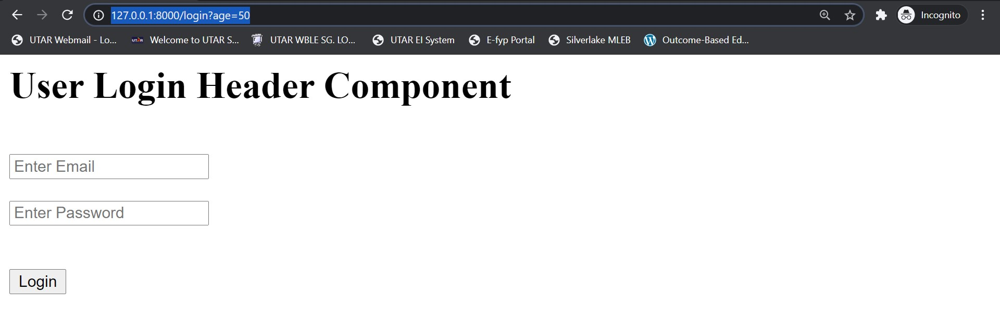 127.0.0.1:8000/login?age=50 Incognito
UTAR Webmail - Lo... UTAR Welcome to UTAR S... UTAR WBLE SG. LO... UTAR EI System E-fyp Portal Silverlake MLEB Outcome-Based Ed...
User Login Header Component
Enter Email
Enter Password
Login